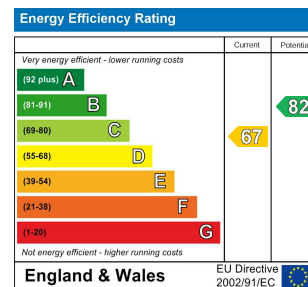 Energy Efficiency Rating
Current Potentia
Very energy efficient - lower running costs
(92 plus) A
(81-91) B
82
(69-80) C
67
(55-68) D
(39-54) E
(21-38) F
(1-20) G
Not energy efficient - higher running costs
England & Wales
EU Directive
2002/91/EC